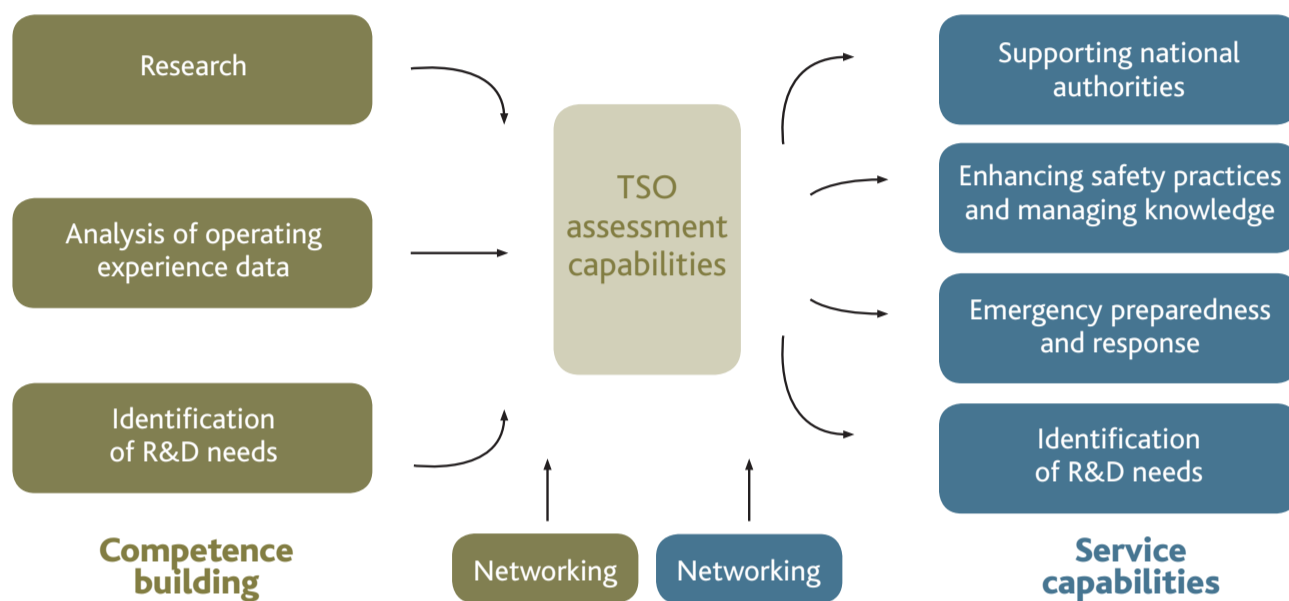 Research
Analysis of operating
experience data
Identification
of R&D needs
Competence
building
TSO
assessment
capabilities
Networking
Networking
Supporting national
authorities
Enhancing safety practices
and managing knowledge
Emergency preparedness
and response
Identification
of R&D needs
Service
capabilities